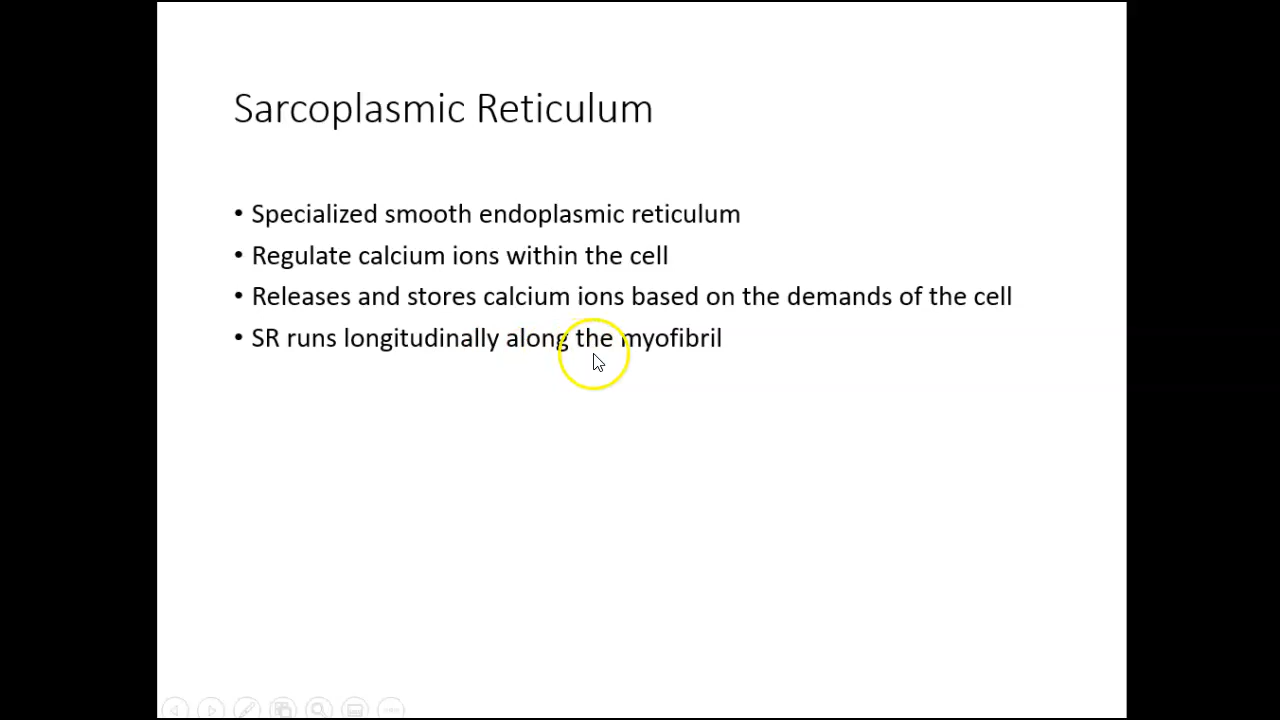 Sarcoplasmic Reticulum
• Specialized smooth endoplasmic reticulum
• Regulate calcium ions within the cell
• Releases and stores calcium ions based on the demands of the cell
• SR runs longitudinally along the myofibril